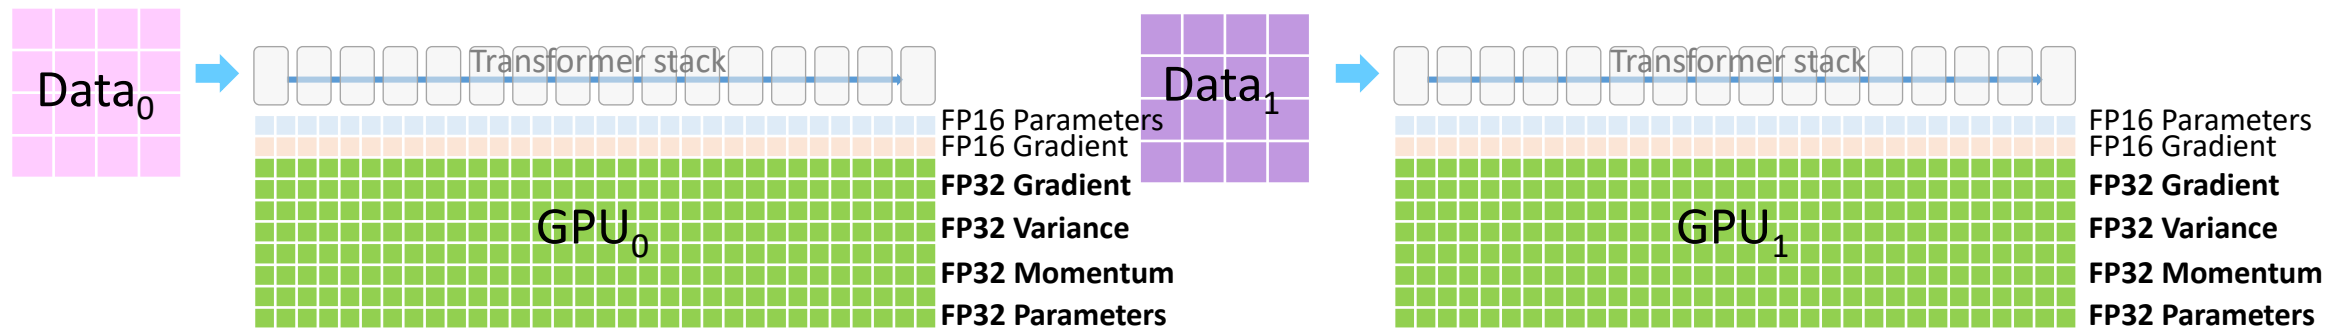 Data₀
Transformer stack
FP16 Parameters
FP16 Gradient
FP32 Gradient
FP32 Variance
FP32 Momentum
FP32 Parameters
GPU₀
Data₁
Transformer stack
FP16 Parameters
FP16 Gradient
FP32 Gradient
FP32 Variance
FP32 Momentum
FP32 Parameters
GPU₁